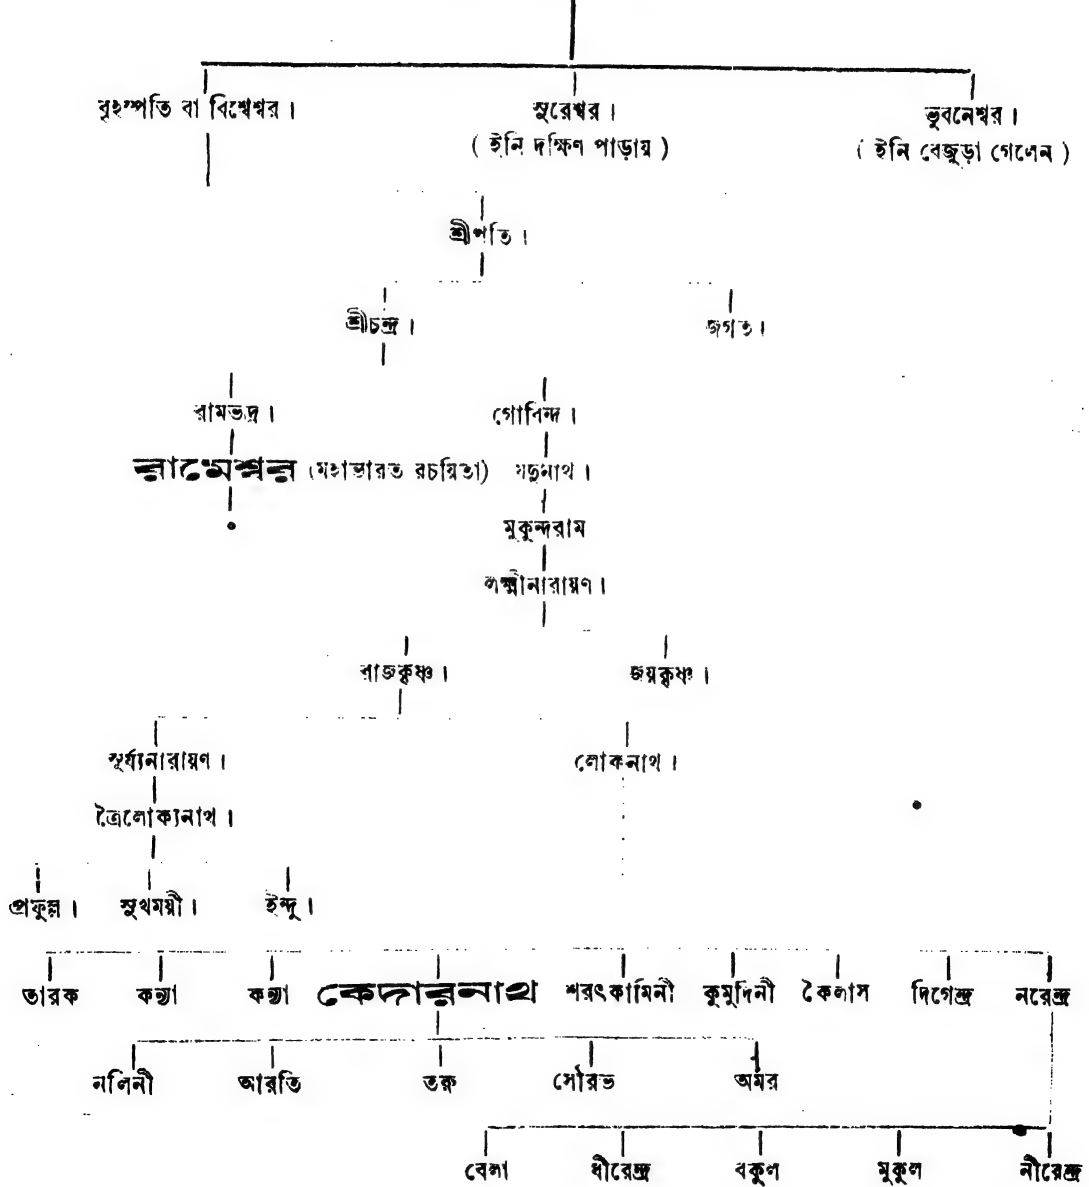 বৃহস্পতি বা বিশ্বেশ্বর। সুরেশ্বর। ভুবনেশ্বর।
( ইনি দক্ষিণ পাড়ায় ) ( ইনি বেজুড়া গেলেন )
শ্রীপতি।
শ্রীচন্দ্র। জগত।
রামভদ্র। গোবিন্দ।
রামেশ্বর (মহাভারত রচয়িতা) যদুনাথ।
মুকুন্দরাম
লক্ষ্মীনারায়ণ।
রাজকৃষ্ণ। জয়কৃষ্ণ।
সূর্য্যনারায়ণ। লোকনাথ।
ত্রৈলোক্যনাথ।
প্রফুল্ল। সুখময়ী। ইন্দু।
তারক কন্যা কন্যা কেদারনাথ শরৎকামিনী কুমুদিনী কৈলাস দিগেন্দ্র নরেন্দ্র
নলিনী আরতি তরু সৌরভ অমর
বেলা ধীরেন্দ্র বকুল মুকুল নীরেন্দ্র